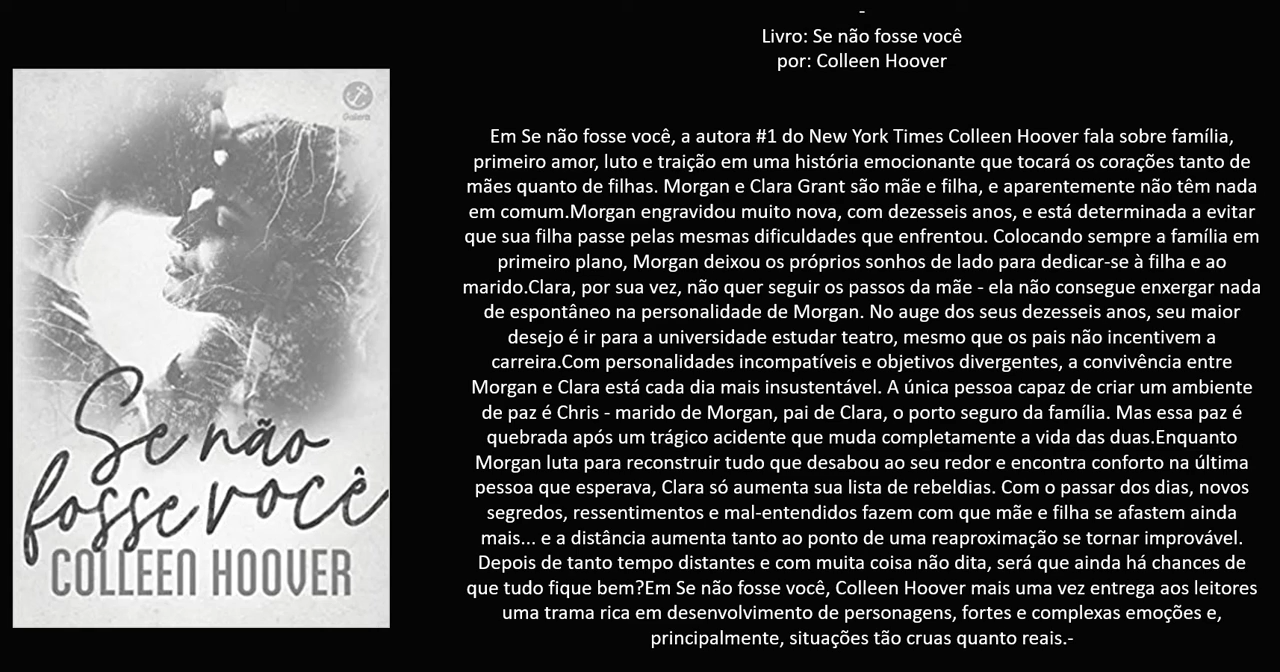 -
Livro: Se não fosse você
por: Colleen Hoover
Galera
Se não
fosse você
COLLEEN HOOVER
Em Se não fosse você, a autora #1 do New York Times Colleen Hoover fala sobre família,
primeiro amor, luto e traição em uma história emocionante que tocará os corações tanto de
mães quanto de filhas. Morgan e Clara Grant são mãe e filha, e aparentemente não têm nada
em comum.Morgan engravidou muito nova, com dezesseis anos, e está determinada a evitar
que sua filha passe pelas mesmas dificuldades que enfrentou. Colocando sempre a família em
primeiro plano, Morgan deixou os próprios sonhos de lado para dedicar-se à filha e ao
marido.Clara, por sua vez, não quer seguir os passos da mãe - ela não consegue enxergar nada
de espontâneo na personalidade de Morgan. No auge dos seus dezesseis anos, seu maior
desejo é ir para a universidade estudar teatro, mesmo que os pais não incentivem a
carreira.Com personalidades incompatíveis e objetivos divergentes, a convivência entre
Morgan e Clara está cada dia mais insustentável. A única pessoa capaz de criar um ambiente
de paz é Chris - marido de Morgan, pai de Clara, o porto seguro da família. Mas essa paz é
quebrada após um trágico acidente que muda completamente a vida das duas.Enquanto
Morgan luta para reconstruir tudo que desabou ao seu redor e encontra conforto na última
pessoa que esperava, Clara só aumenta sua lista de rebeldias. Com o passar dos dias, novos
segredos, ressentimentos e mal-entendidos fazem com que mãe e filha se afastem ainda
mais... e a distância aumenta tanto ao ponto de uma reaproximação se tornar improvável.
Depois de tanto tempo distantes e com muita coisa não dita, será que ainda há chances de
que tudo fique bem?Em Se não fosse você, Colleen Hoover mais uma vez entrega aos leitores
uma trama rica em desenvolvimento de personagens, fortes e complexas emoções e,
principalmente, situações tão cruas quanto reais.-